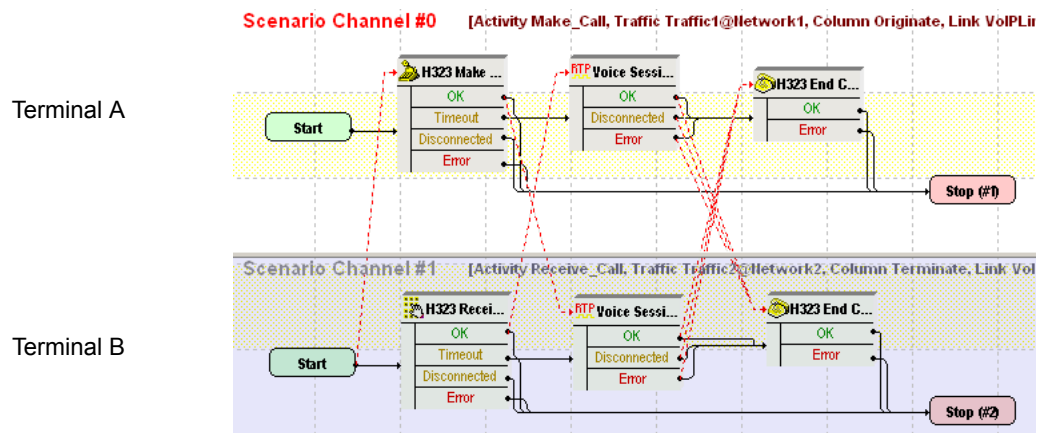 Scenario Channel #0 [Activity Make_Call, Traffic Traffic1@Network1, Column Originate, Link VoIPLin
Terminal A
Start
H323 Make ...
OK
Timeout
Disconnected
Error
RTP Voice Sessi...
OK
Disconnected
Error
H323 End C...
OK
Error
Stop (#1)
Scenario Channel #1 [Activity Receive_Call, Traffic Traffic2@Network2, Column Terminate, Link VoI
Terminal B
Start
H323 Recei...
OK
Timeout
Disconnected
Error
RTP Voice Sessi...
OK
Disconnected
Error
H323 End C...
OK
Error
Stop (#2)